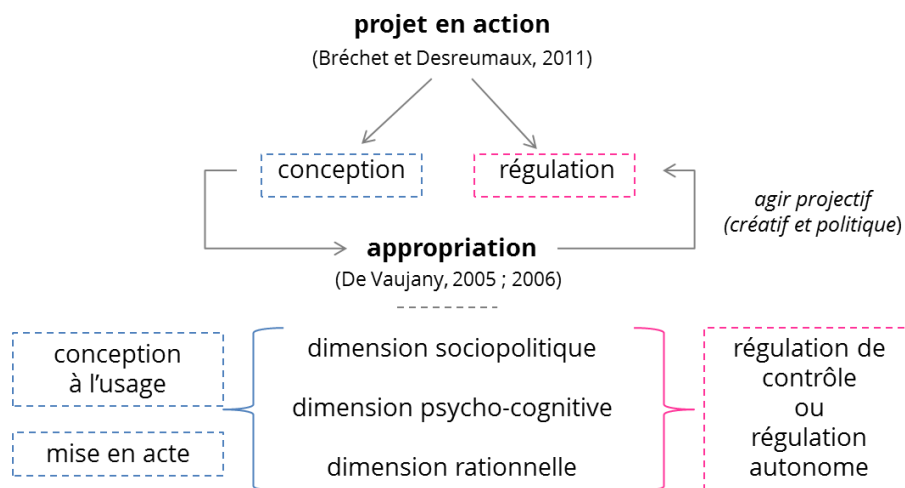 projet en action
(Bréchet et Desreumaux, 2011)
conception
régulation
agir projectif
(créatif et politique)
appropriation
(De Vaujany, 2005 ; 2006)
conception
à l’usage
mise en acte
dimension sociopolitique
dimension psycho-cognitive
dimension rationnelle
régulation de
contrôle
ou
régulation
autonome